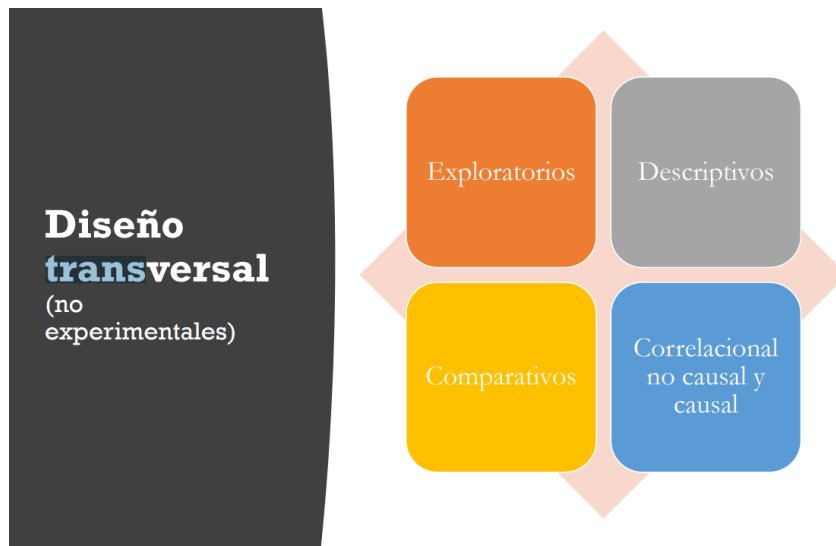 Diseño
transversal
(no
experimentales)
Exploratorios
Descriptivos
Comparativos
Correlacional
no causal y
causal